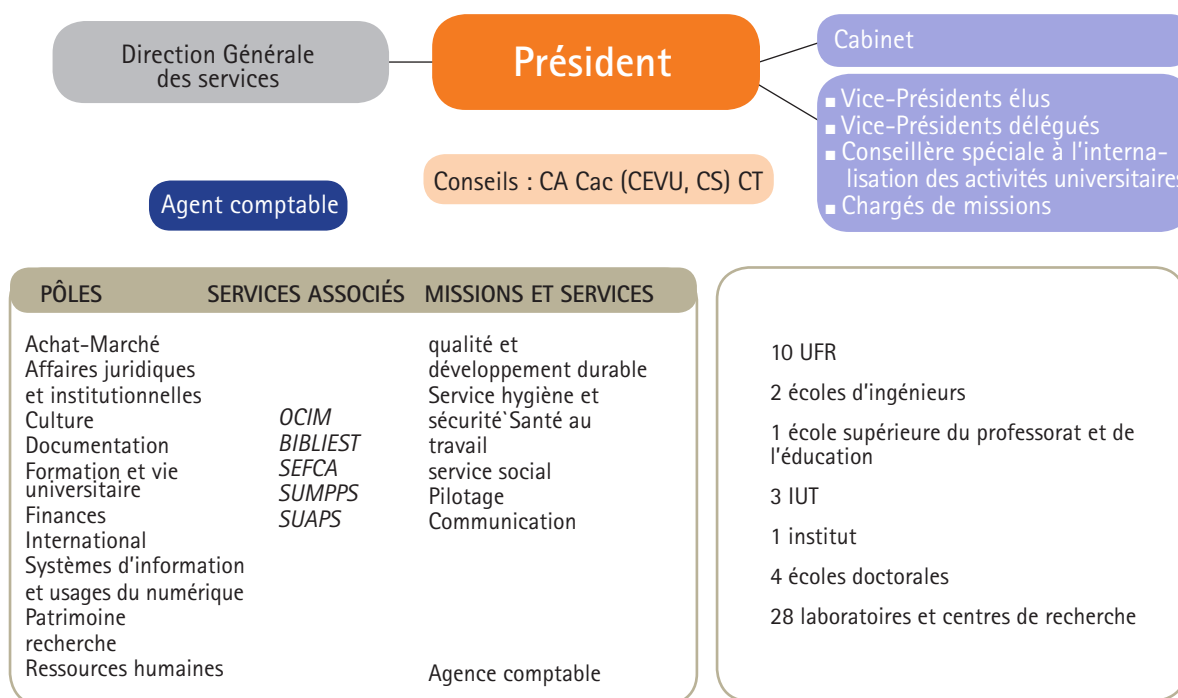 Direction Générale
des services
Président
Cabinet
■ Vice-Présidents élus
■ Vice-Présidents délégués
■ Conseillère spéciale à l'interna-
lisation des activités universitaires
■ Chargés de missions
Conseils : CA Cac (CEVU, CS) CT
Agent comptable
PÔLES
Achat-Marché
Affaires juridiques
et institutionnelles
Culture
Documentation
Formation et vie
universitaire
Finances
International
Systèmes d'information
et usages du numérique
Patrimoine
recherche
Ressources humaines
SERVICES ASSOCIÉS
OCIM
BIBLIEST
SEFCA
SUMPPS
SUAPS
MISSIONS ET SERVICES
qualité et
développement durable
Service hygiène et
sécurité`Santé au
travail
service social
Pilotage
Communication
Agence comptable
10 UFR
2 écoles d'ingénieurs
1 école supérieure du professorat et de
l'éducation
3 IUT
1 institut
4 écoles doctorales
28 laboratoires et centres de recherche